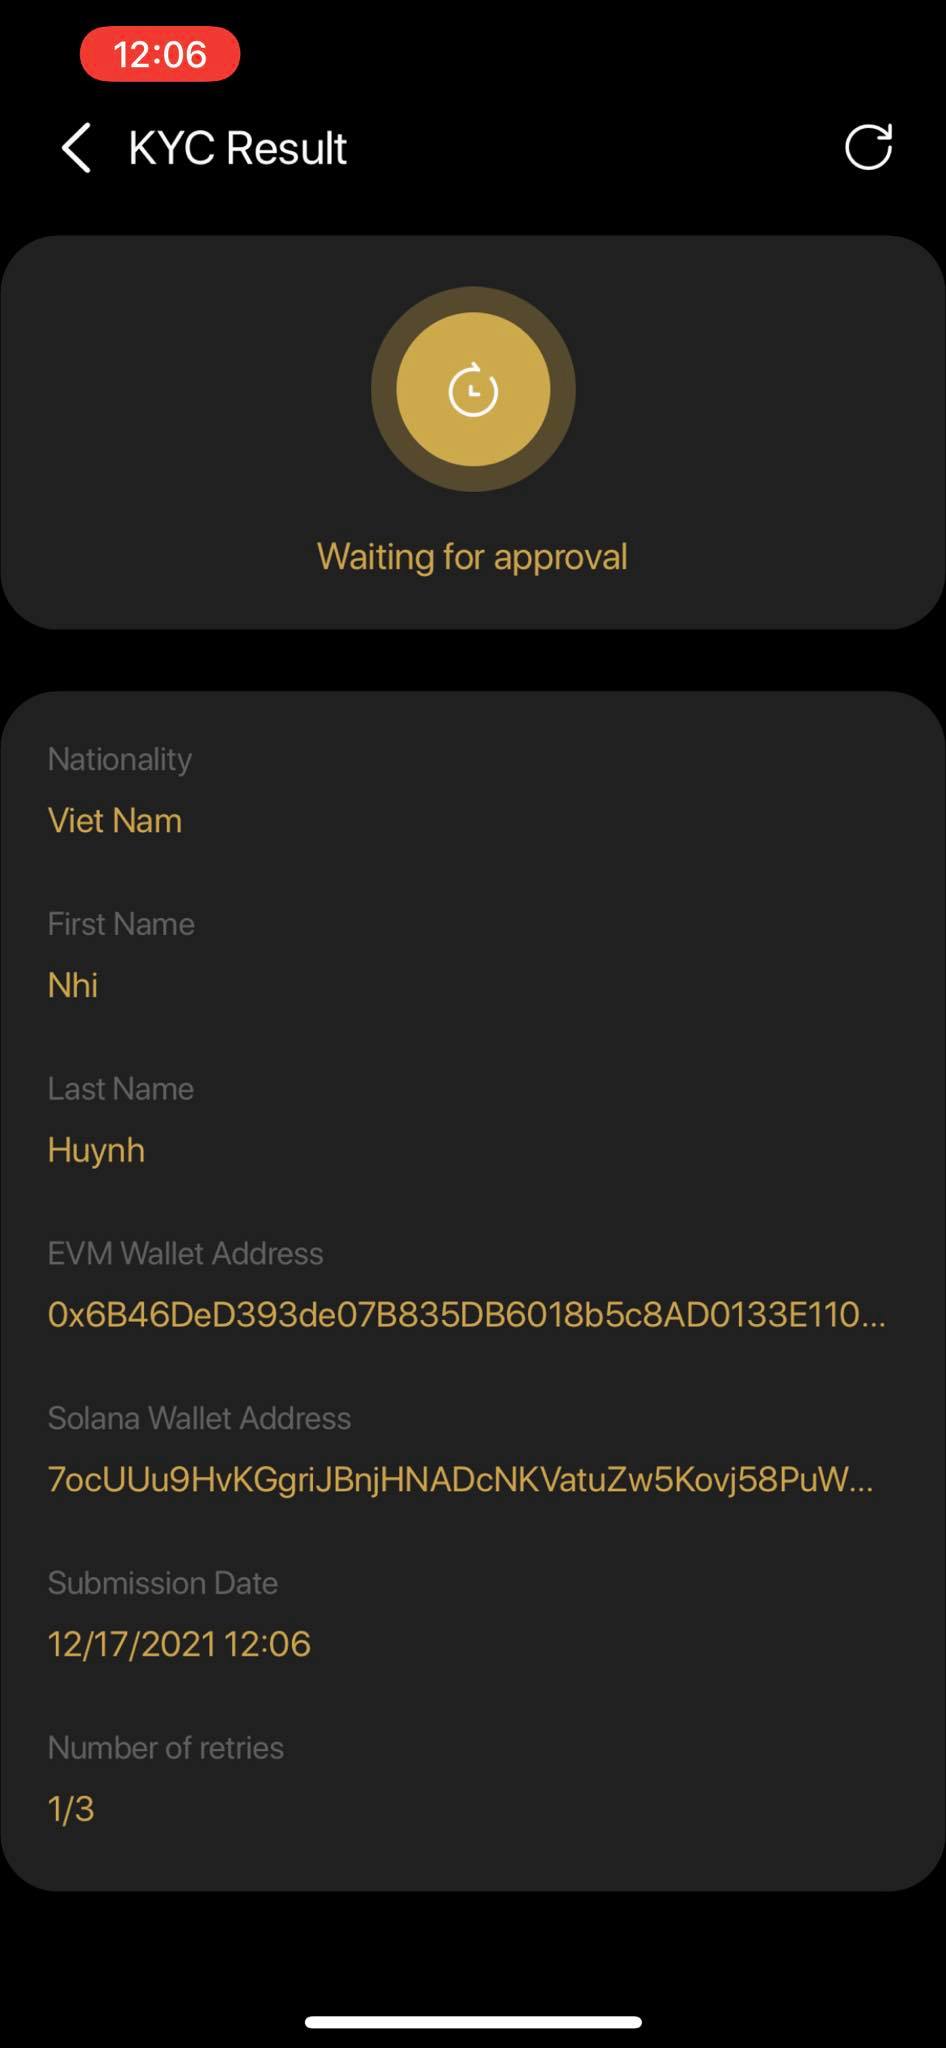 12:06
KYC Result
Waiting for approval
Nationality
Viet Nam
First Name
Nhi
Last Name
Huynh
EVM Wallet Address
0x6B46DeD393de07B835DB6018b5c8AD0133E110...
Solana Wallet Address
7ocUUu9HvKGgriJBnjHNADcNKVatuZw5Kovj58PuW...
Submission Date
12/17/2021 12:06
Number of retries
1/3